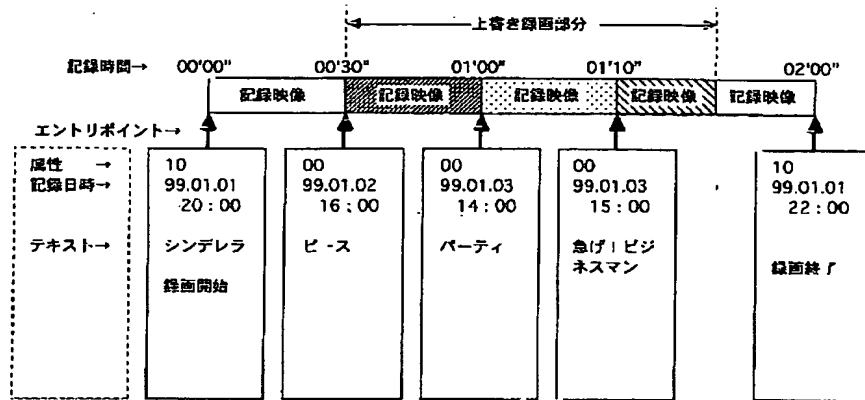 上書き録画部分
記録時間→ 00'00" 00'30" 01'00" 01'10" 02'00"
記録映像 記録映像 記録映像 記録映像 記録映像
エントリポイント→
属性 → 10 00 00 00 10
記録日時→ 99.01.01 99.01.02 99.01.03 99.01.03 99.01.01
20:00 16:00 14:00 15:00 22:00
テキスト→ シンデレラ パーティ 急げ!ビジ
ネスマン
録画開始 録画終了